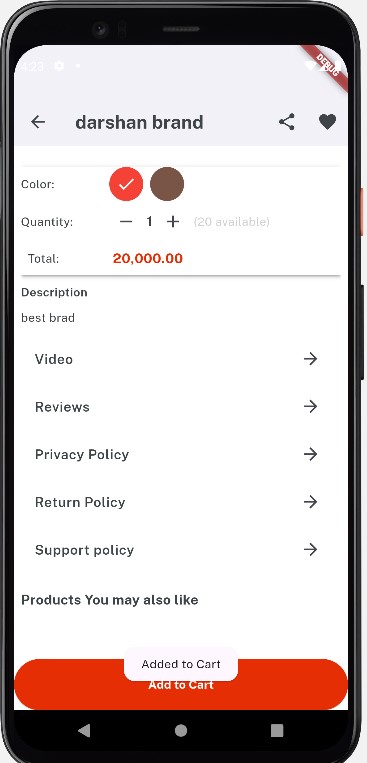 DEBUG
darshan brand
Color:
Quantity: 1 (20 available)
Total: 20,000.00
Description
best brad
Video
Reviews
Privacy Policy
Return Policy
Support policy
Products You may also like
Added to Cart
Add to Cart